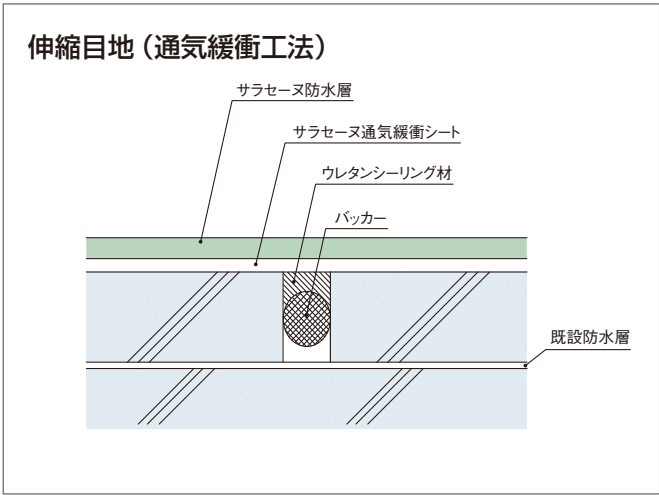 伸縮目地（通気緩衝工法）
サラセーヌ防水層
サラセーヌ通気緩衝シート
ウレタンシーリング材
バッカー
既設防水層